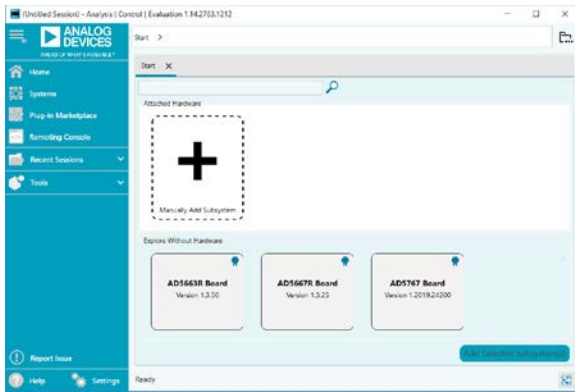 (Untitled Session) - Analysis | Control | Evaluation 1.14.2763.1212
ANALOG
DEVICES
AHEAD OF WHAT'S POSSIBLE™
Start >
Home
Systems
Plug-in Marketplace
Remoting Console
Recent Sessions
Tools
Start X
Attached Hardware
Manually Add Subsystem
Explore Without Hardware
AD5663R Board
Version 1.3.50
AD5667R Board
Version 1.3.25
AD5767 Board
Version 1.2019.24200
Add Selected Subsystem(s)
Report Issue
Help
Settings
Ready